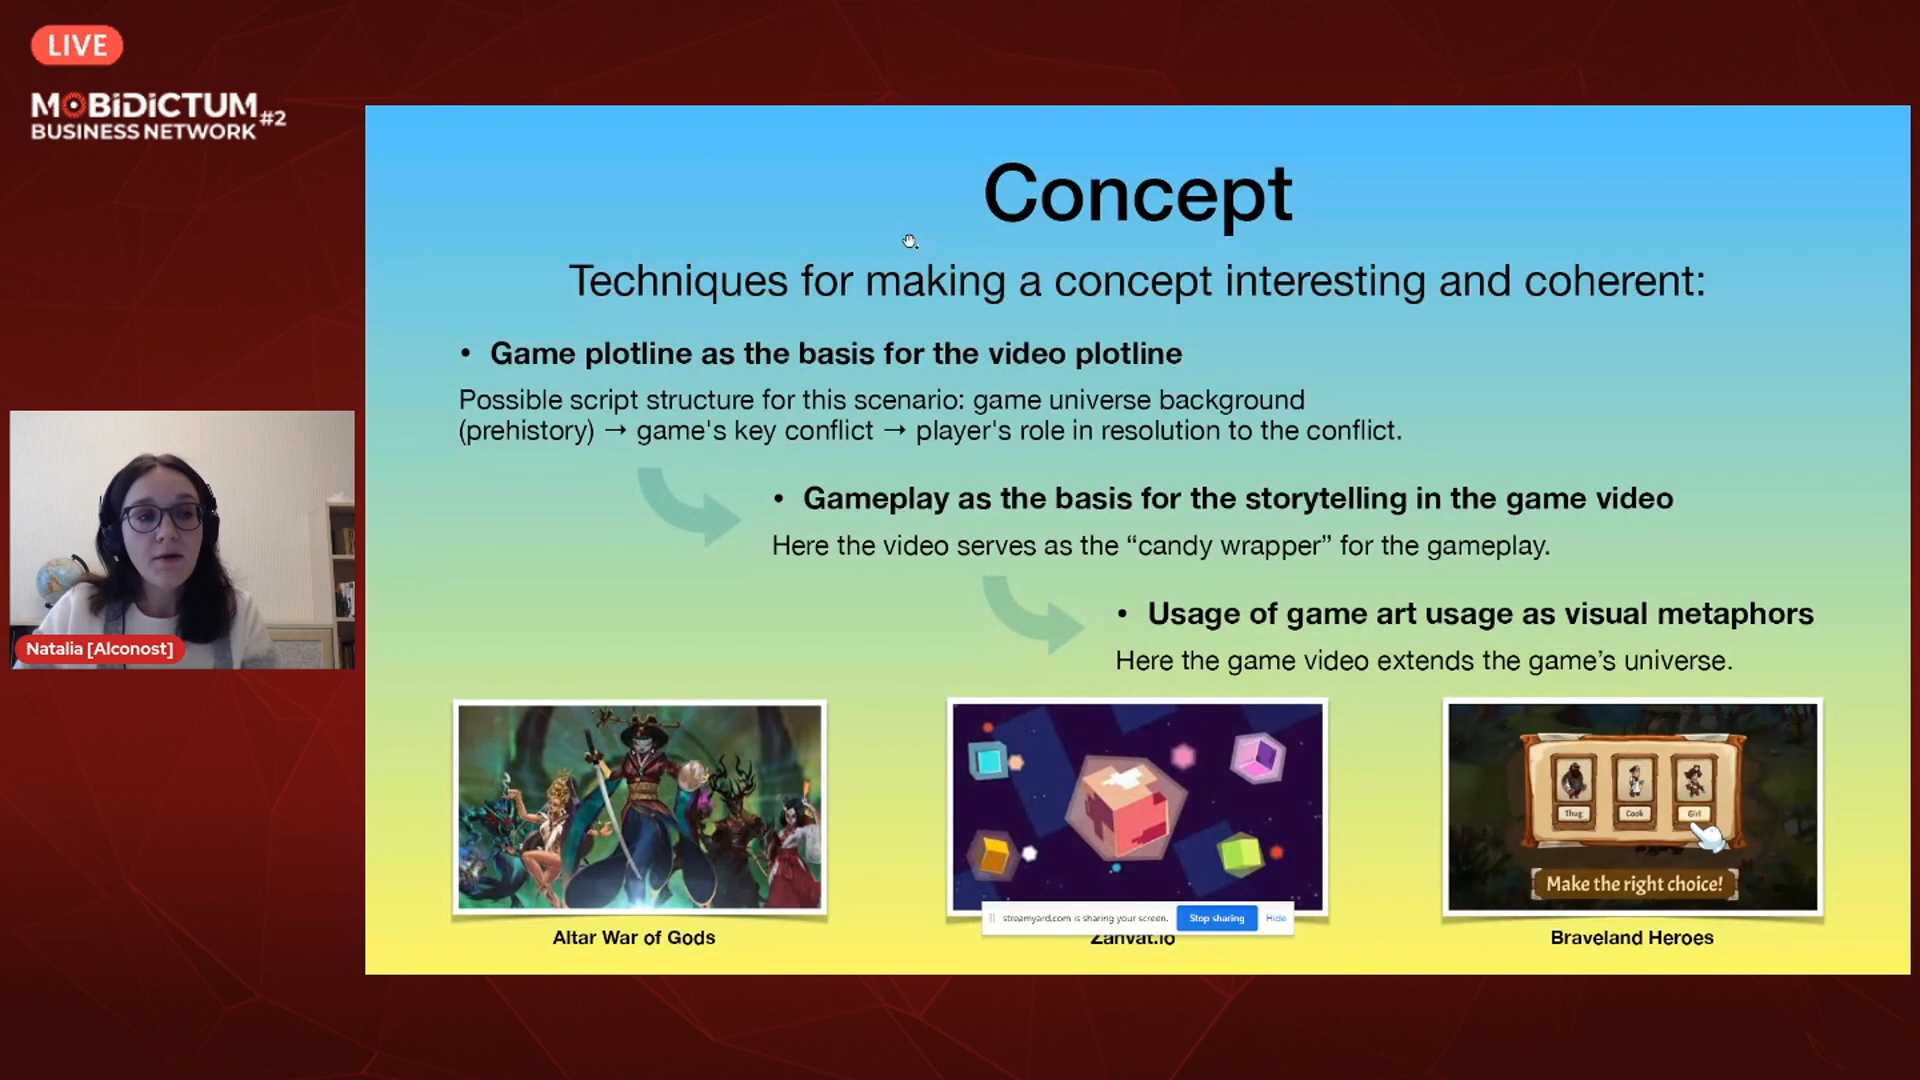 LIVE
MOBiDiCTUM
BUSINESS NETWORK #2
Concept
Techniques for making a concept interesting and coherent:
• Game plotline as the basis for the video plotline
Possible script structure for this scenario: game universe background
(prehistory) → game's key conflict → player's role in resolution to the conflict.
• Gameplay as the basis for the storytelling in the game video
Here the video serves as the “candy wrapper” for the gameplay.
• Usage of game art usage as visual metaphors
Here the game video extends the game’s universe.
Natalia [Alconost]
Thug Cook Girl
Make the right choice!
streamyard.com is sharing your screen. Stop sharing Hide
Altar War of Gods
Zahvat.io
Braveland Heroes